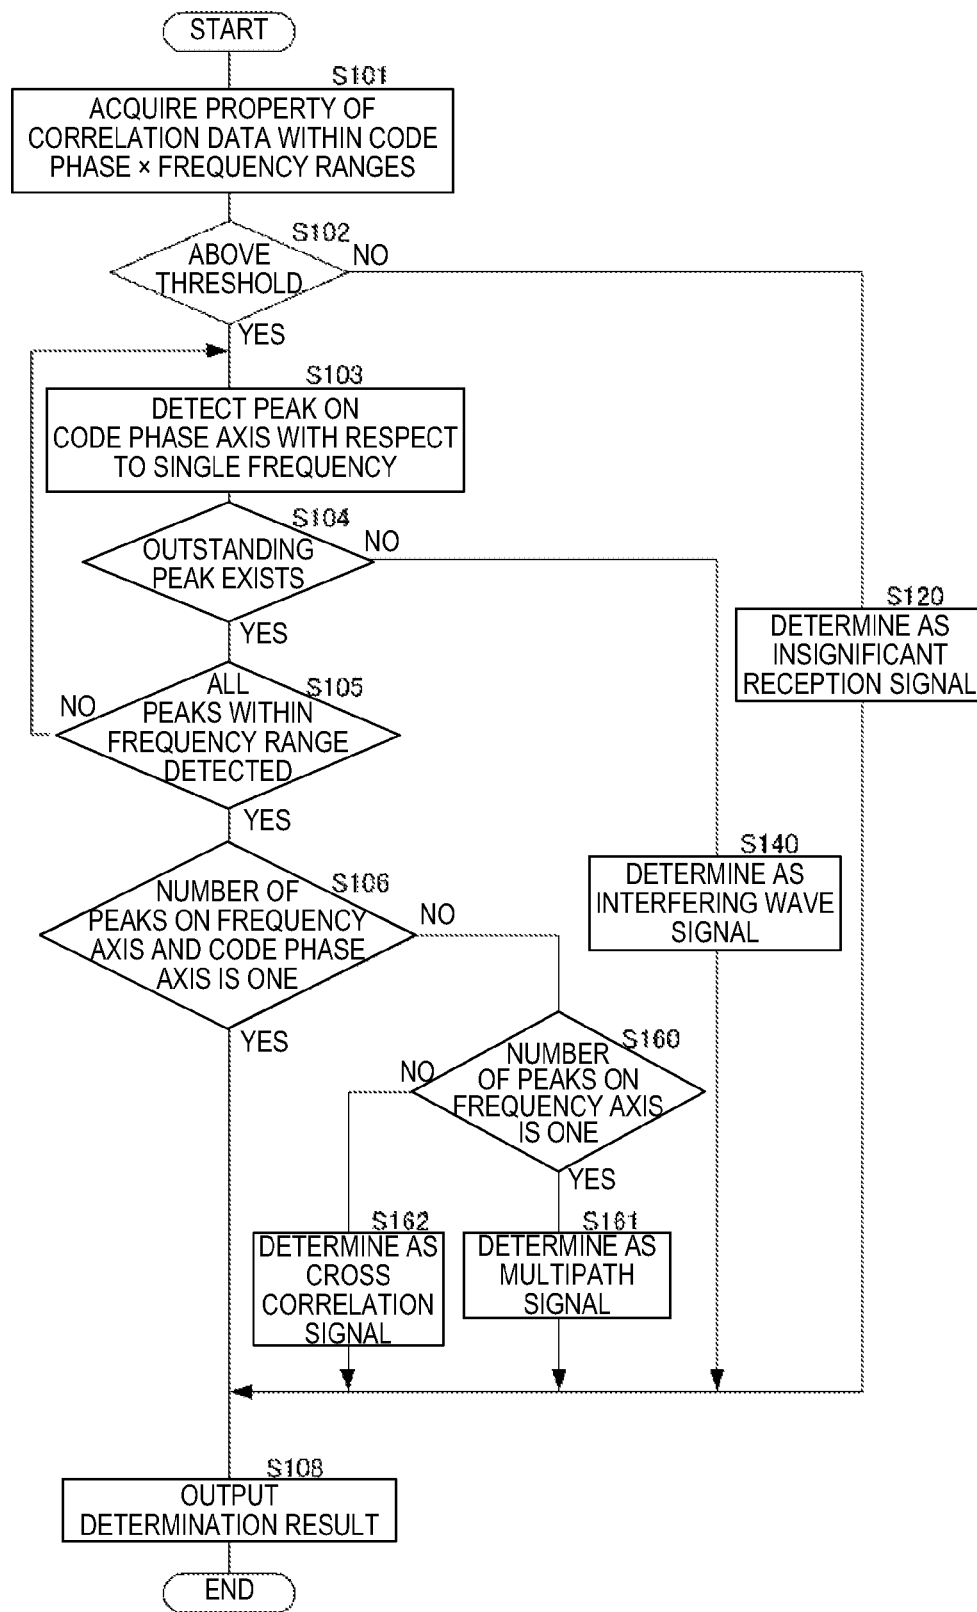 START
S101
ACQUIRE PROPERTY OF
CORRELATION DATA WITHIN CODE
PHASE × FREQUENCY RANGES
S102
ABOVE
THRESHOLD
NO
YES
S103
DETECT PEAK ON
CODE PHASE AXIS WITH RESPECT
TO SINGLE FREQUENCY
S104
OUTSTANDING
PEAK EXISTS
NO
YES
S120
DETERMINE AS
INSIGNIFICANT
RECEPTION SIGNAL
S105
ALL
PEAKS WITHIN
FREQUENCY RANGE
DETECTED
NO
YES
S140
DETERMINE AS
INTERFERING WAVE
SIGNAL
S106
NUMBER OF
PEAKS ON FREQUENCY
AXIS AND CODE PHASE
AXIS IS ONE
NO
YES
S160
NUMBER
OF PEAKS ON
FREQUENCY AXIS
IS ONE
NO
YES
S162
DETERMINE AS
CROSS
CORRELATION
SIGNAL
S161
DETERMINE AS
MULTIPATH
SIGNAL
S108
OUTPUT
DETERMINATION RESULT
END